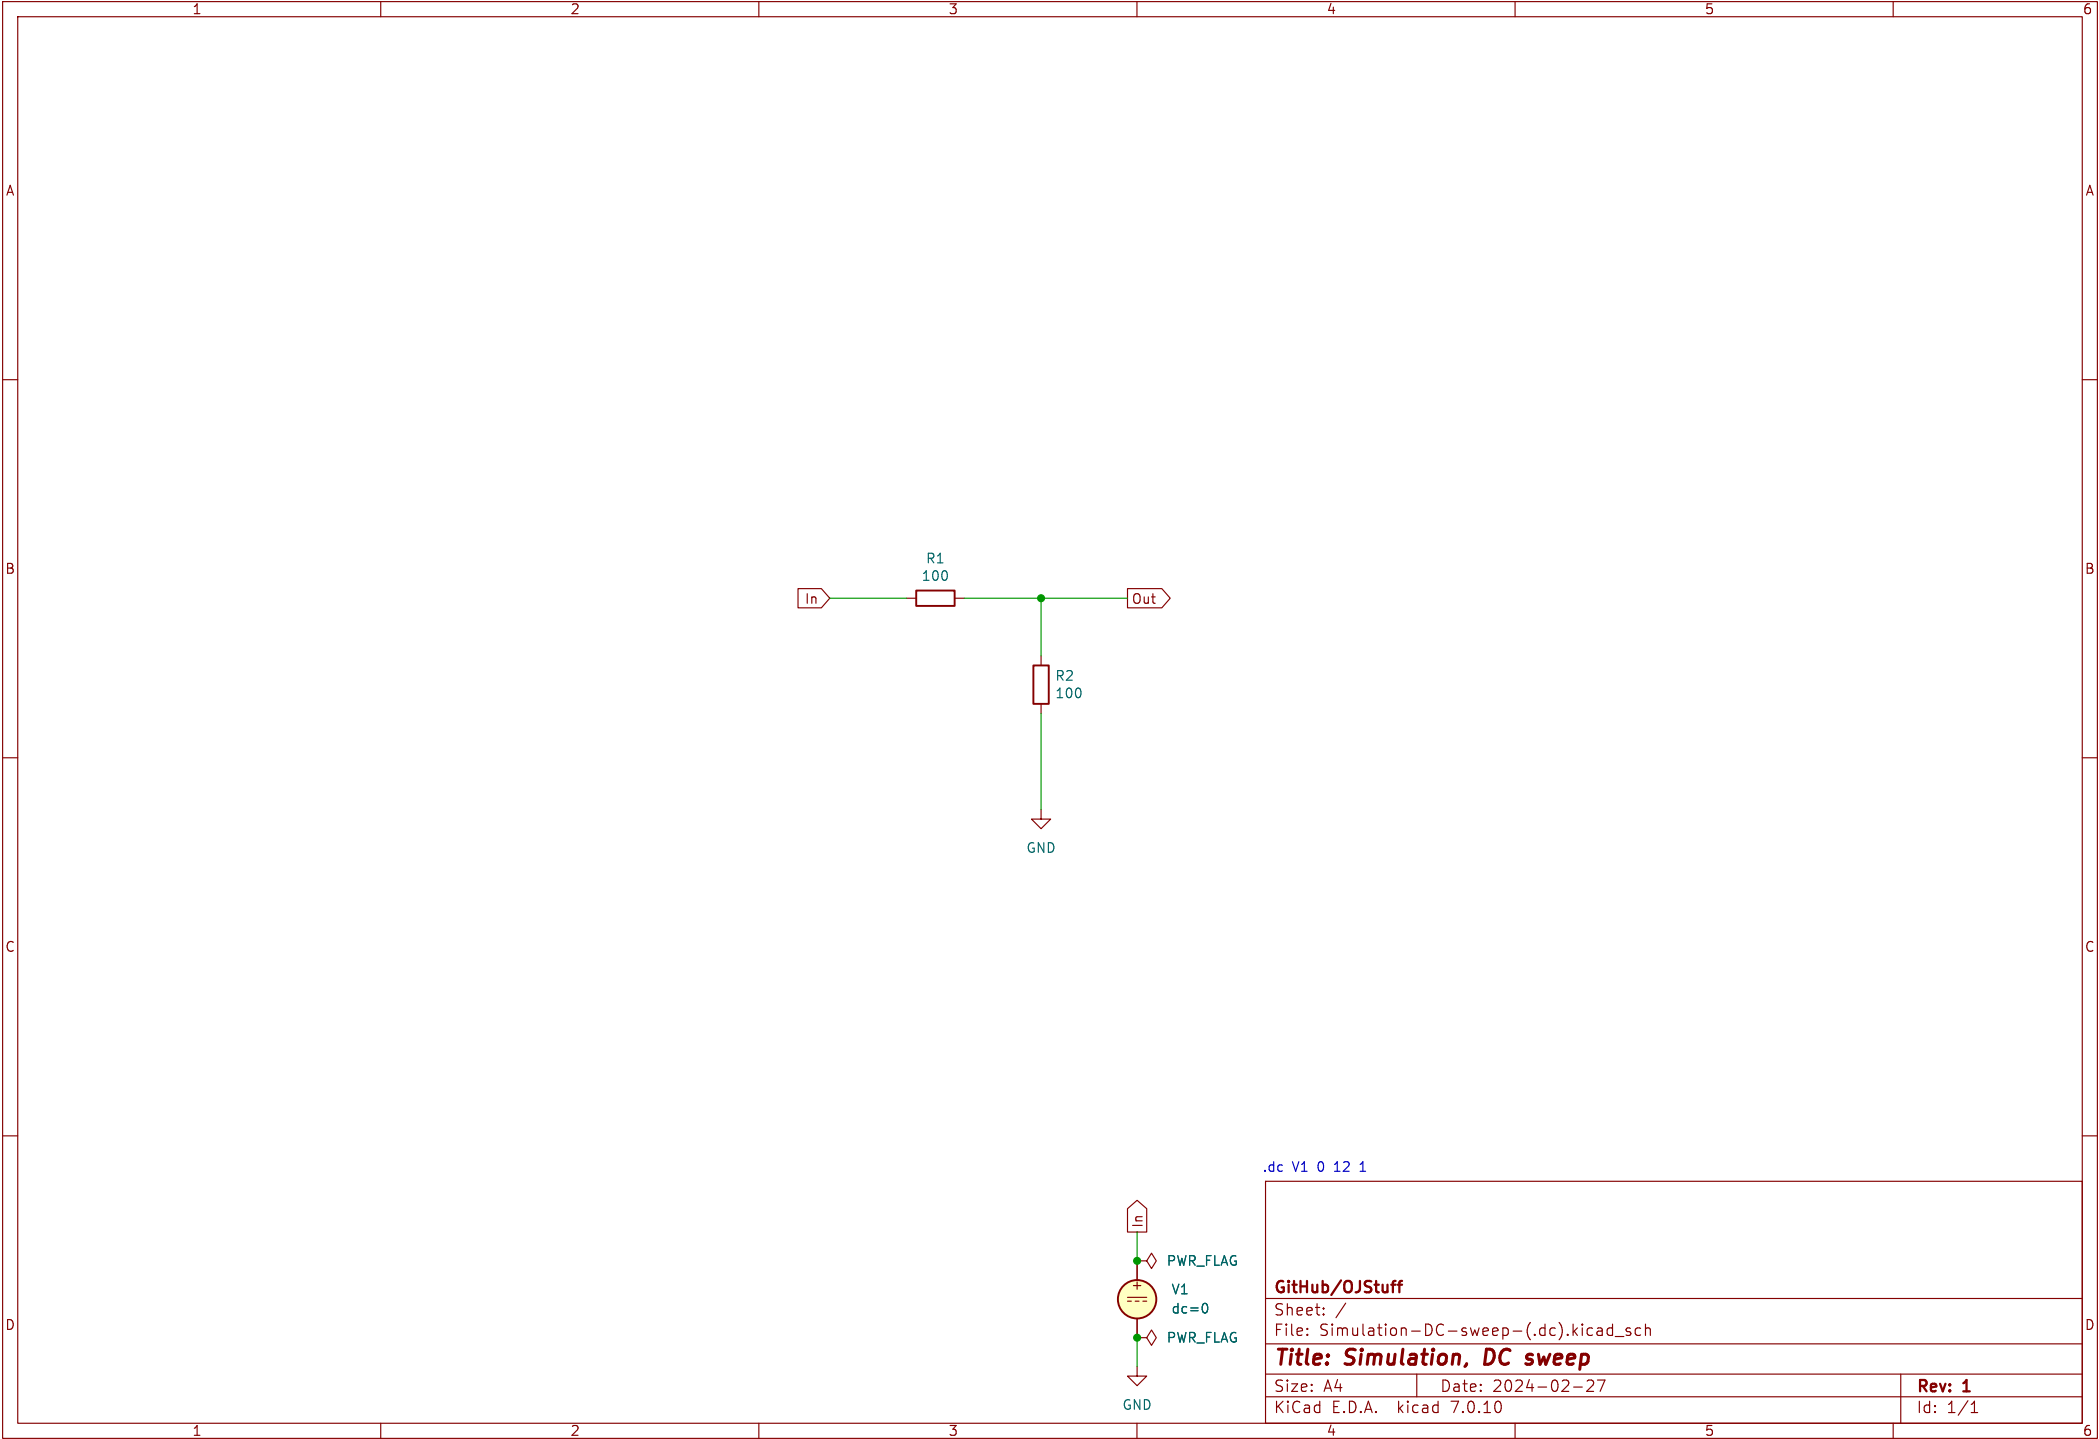 1 2 3 4 5 6
A A
R1
100
B B
In Out
R2
100
GND
C C
.dc V1 0 12 1
In
PWR_FLAG
GitHub/OJStuff
V1
dc=0
Sheet: /
D D
File: Simulation-DC-sweep-(.dc).kicad_sch
PWR_FLAG
Title: Simulation, DC sweep
Size: A4 Date: 2024-02-27 Rev: 1
GND
KiCad E.D.A. kicad 7.0.10 Id: 1/1
1 2 3 4 5 6